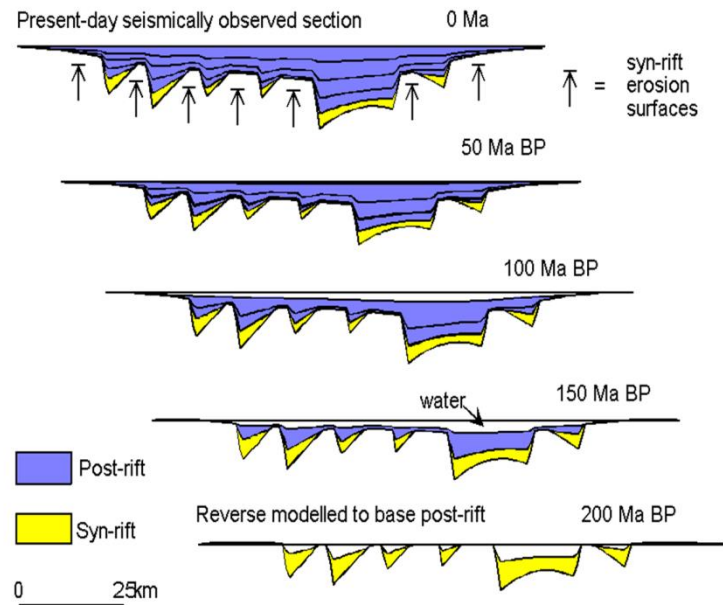 Present-day seismically observed section
0 Ma
syn-rift
= erosion
surfaces
50 Ma BP
100 Ma BP
water
150 Ma BP
Post-rift
Syn-rift
Reverse modelled to base post-rift
200 Ma BP
0 25km